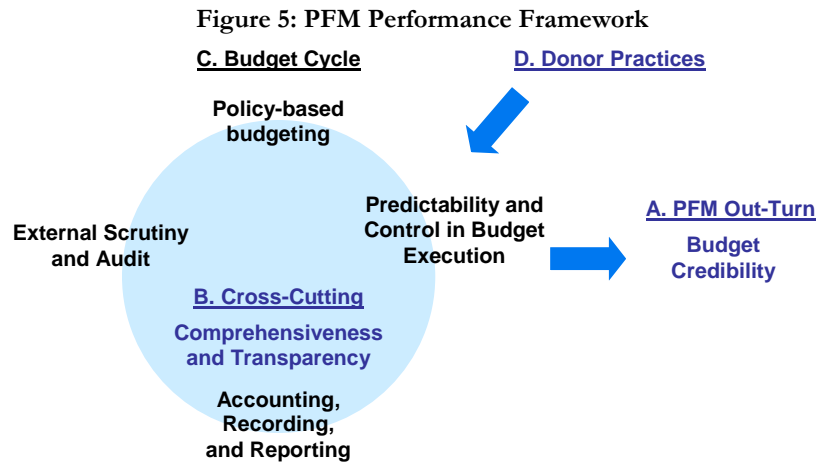 Figure 5: PFM Performance Framework
C. Budget Cycle
D. Donor Practices
Policy-based
budgeting
Predictability and
Control in Budget
Execution
A. PFM Out-Turn
Budget
Credibility
External Scrutiny
and Audit
B. Cross-Cutting
Comprehensiveness
and Transparency
Accounting,
Recording,
and Reporting